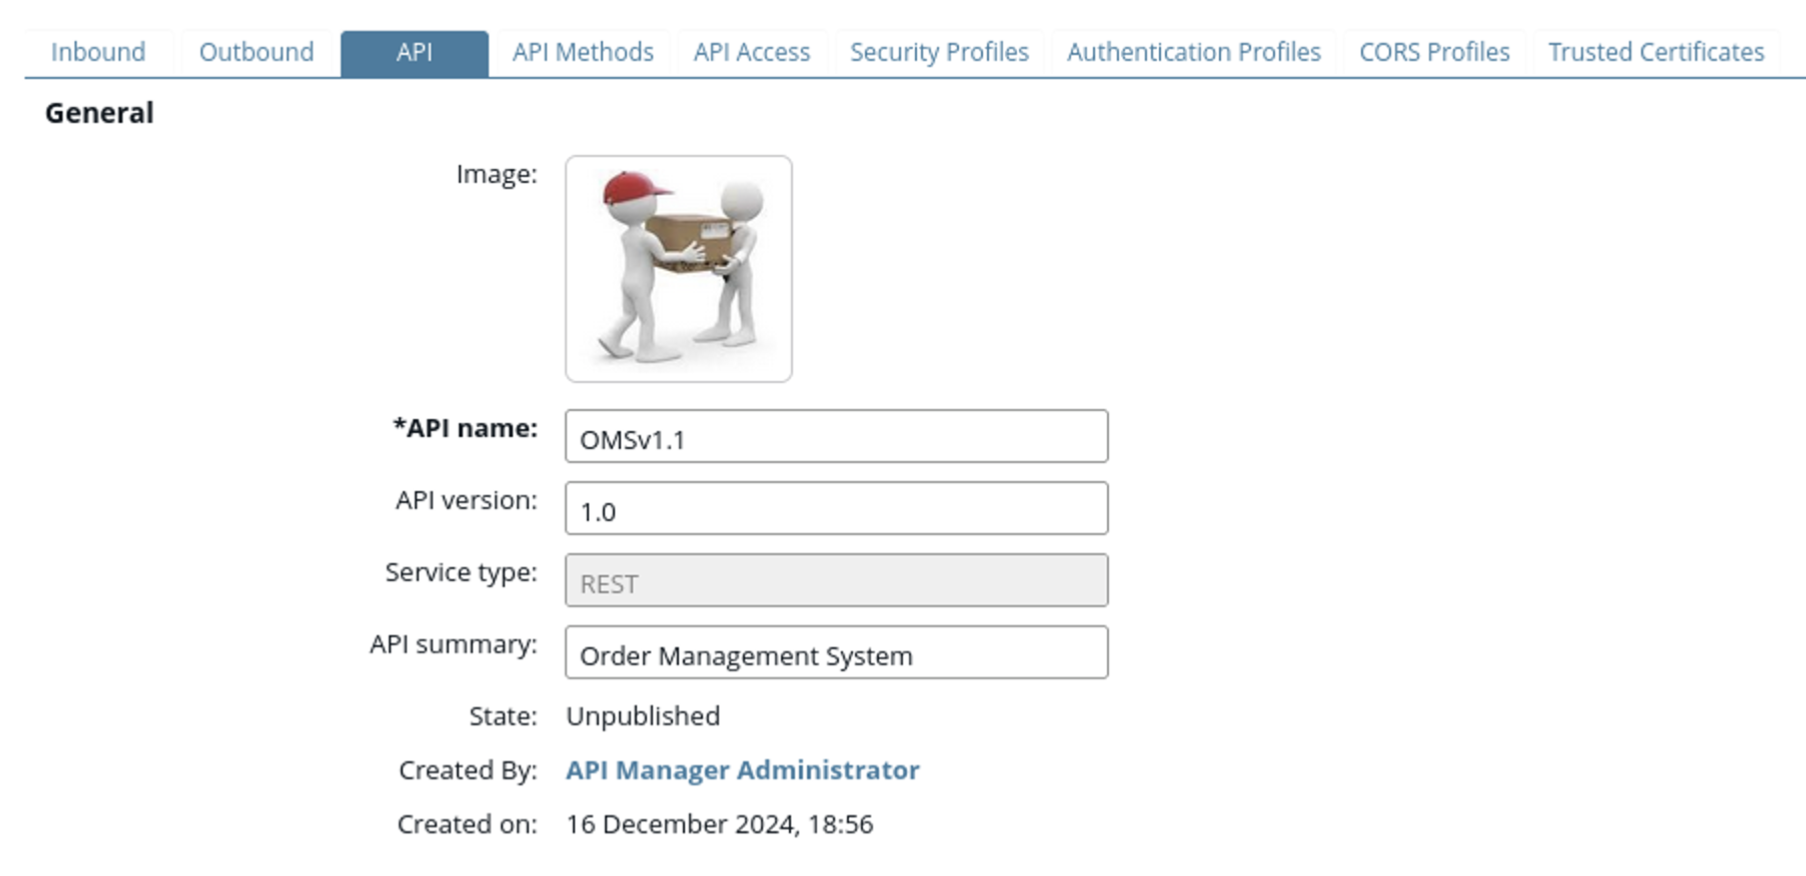 Inbound Outbound API API Methods API Access Security Profiles Authentication Profiles CORS Profiles Trusted Certificates
General
Image:
*API name: OMSv1.1
API version: 1.0
Service type: REST
API summary: Order Management System
State: Unpublished
Created By: API Manager Administrator
Created on: 16 December 2024, 18:56